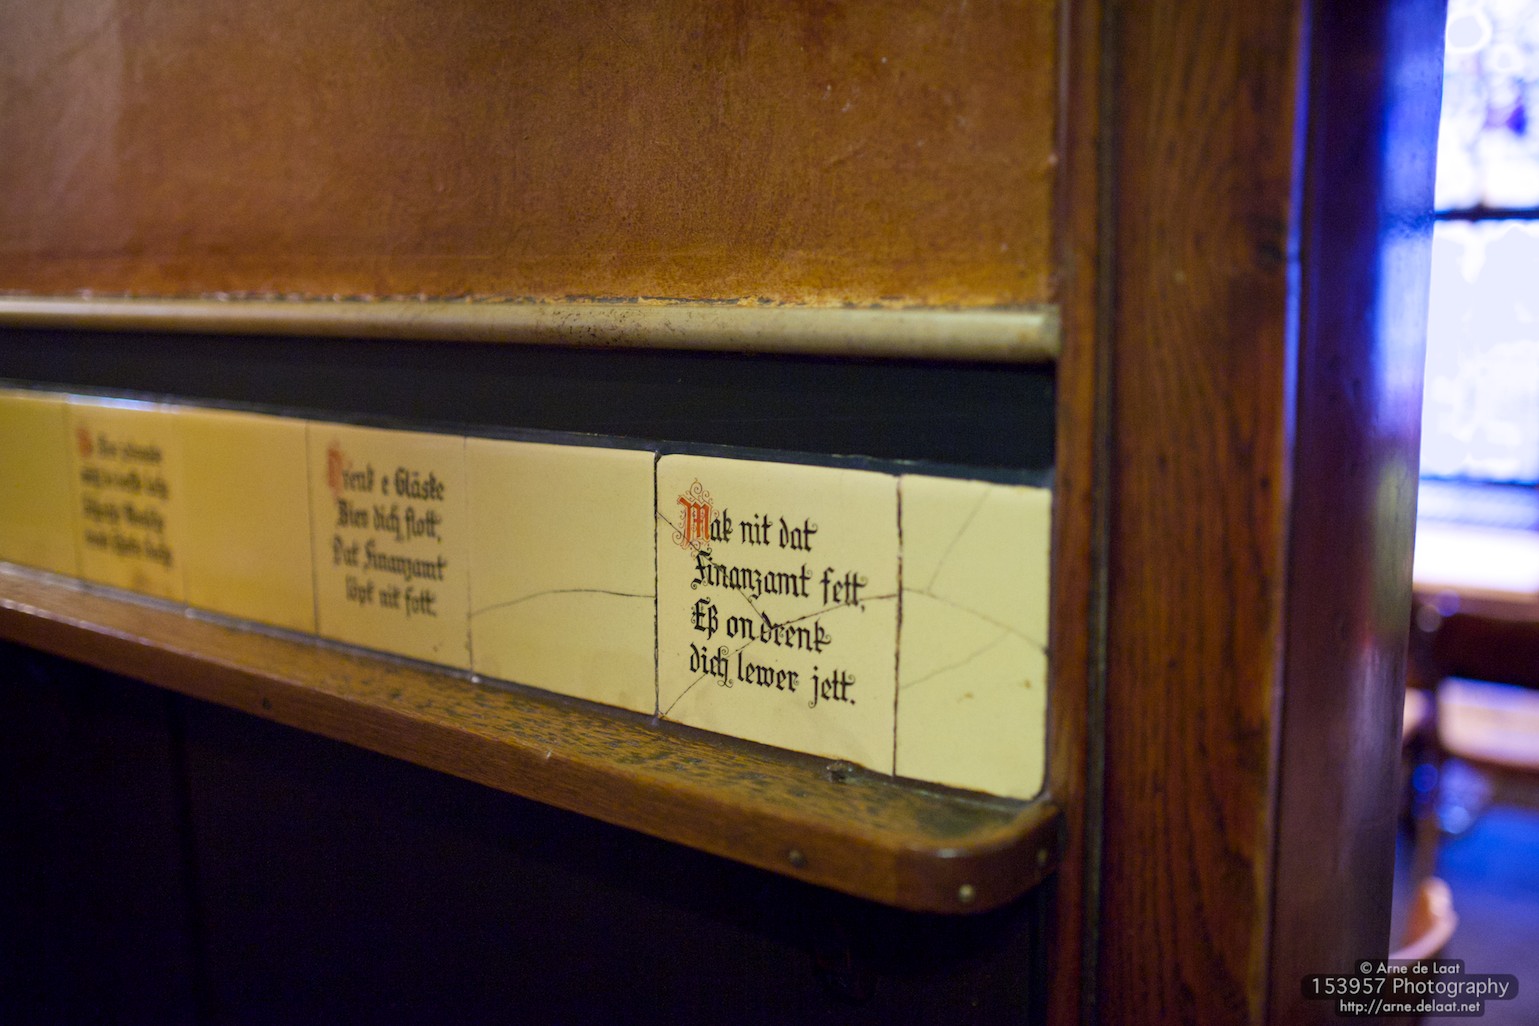 Drenk e Gläske
Bier dich flott,
Dat Finanzamt
löpt nit fott.
Mak nit dat
Finanzamt fett,
Eß on drenk
dich lewer jett.
© Arne de Laat
153957 Photography
http://arne.delaat.net